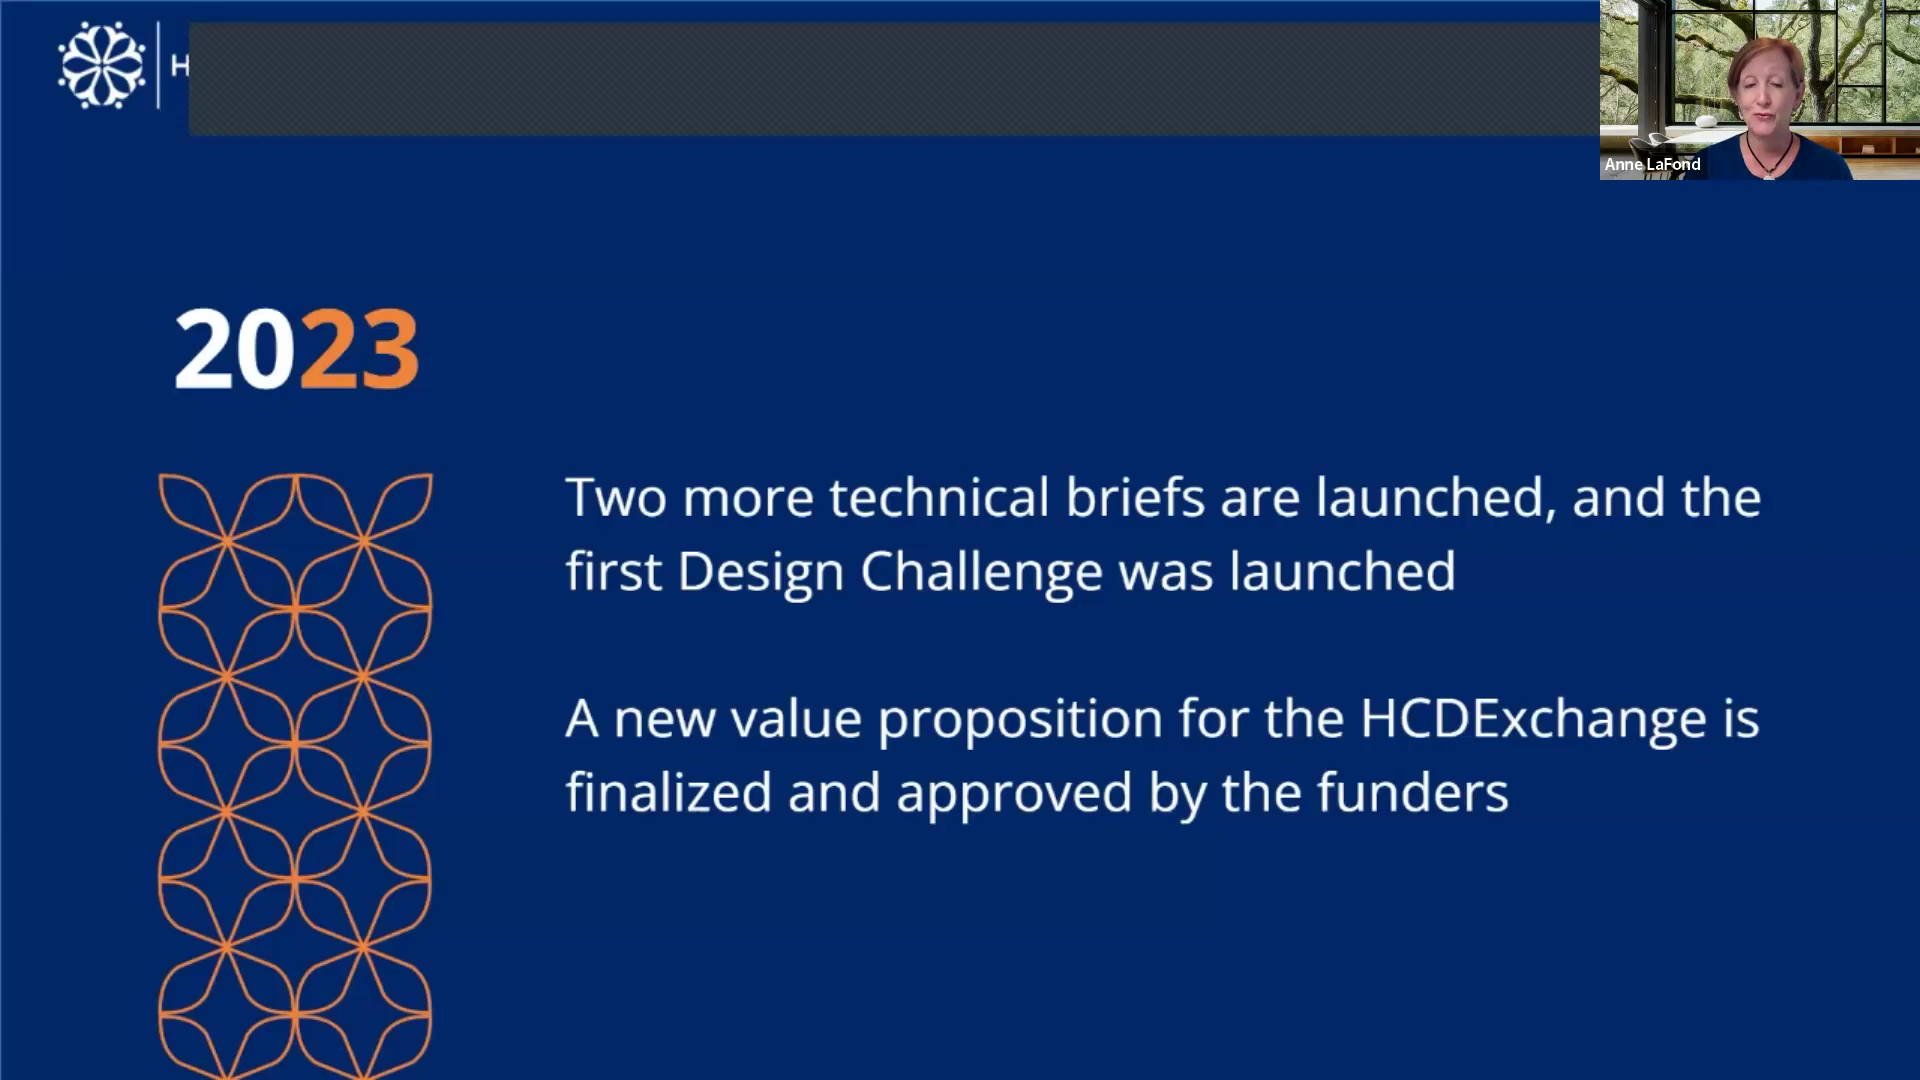 H
Anne LaFond
2023
Two more technical briefs are launched, and the
first Design Challenge was launched
A new value proposition for the HCDExchange is
finalized and approved by the funders